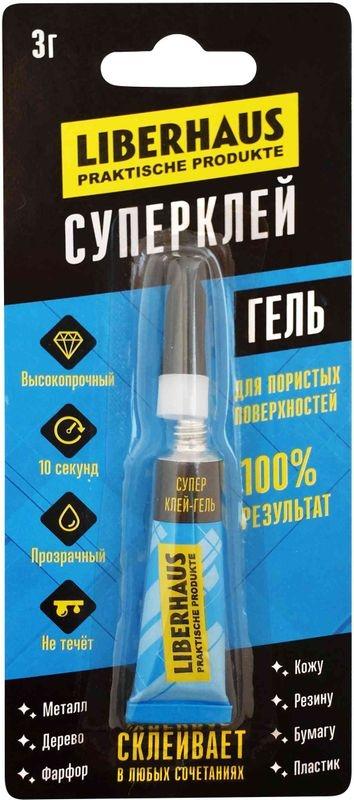 3г
LIBERHAUS
PRAKTISCHE PRODUKTE
СУПЕРКЛЕЙ
ГЕЛЬ
ДЛЯ ПОРИСТЫХ
ПОВЕРХНОСТЕЙ
100%
РЕЗУЛЬТАТ
Высокопрочный
10 секунд
Прозрачный
Не течёт
СУПЕР
КЛЕЙ-ГЕЛЬ
LIBERHAUS
PRAKTISCHE PRODUKTE
Металл
Дерево
Фарфор
СКЛЕИВАЕТ
В ЛЮБЫХ СОЧЕТАНИЯХ
Кожу
Резину
Бумагу
Пластик